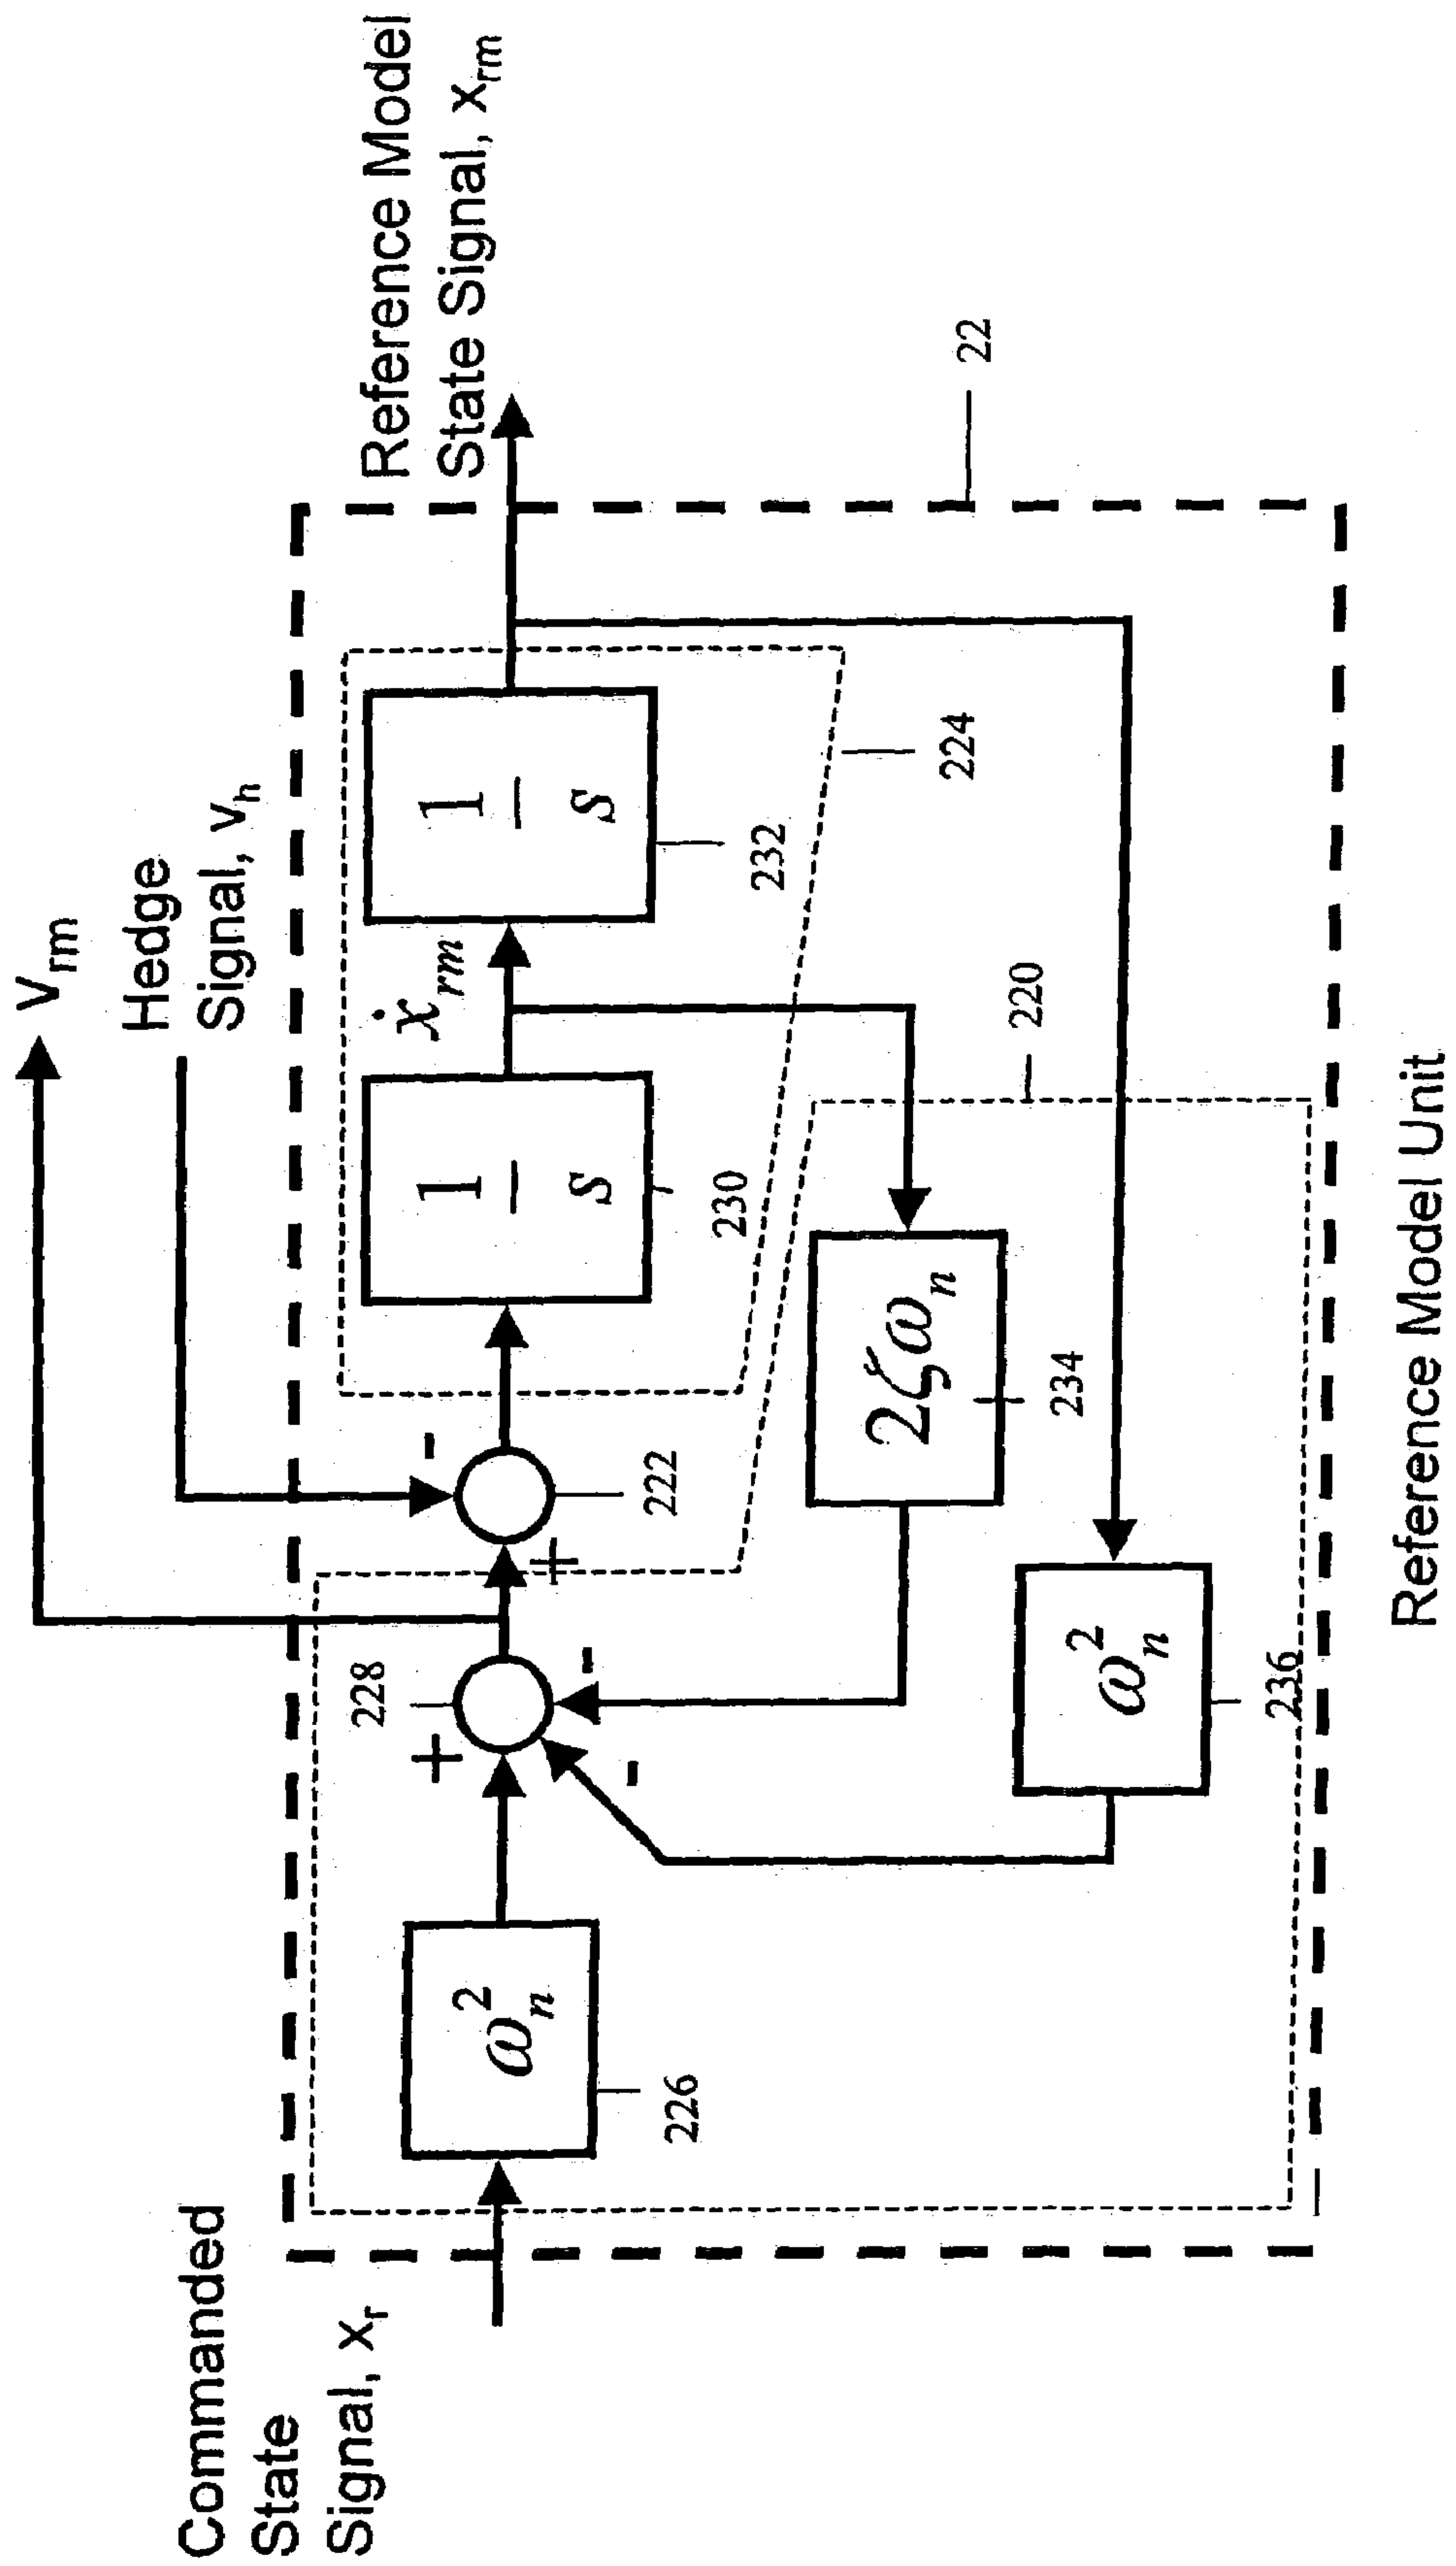 Commanded
State
Signal, xᵣ
v_rm
Hedge
Signal, v_h
Reference Model
State Signal, x_rm
ω_n^2
226
228
+
-
-
+
-
222
1
s
230
ẋ_rm
1
s
232
224
220
2ζω_n
234
ω_n^2
236
22
Reference Model Unit